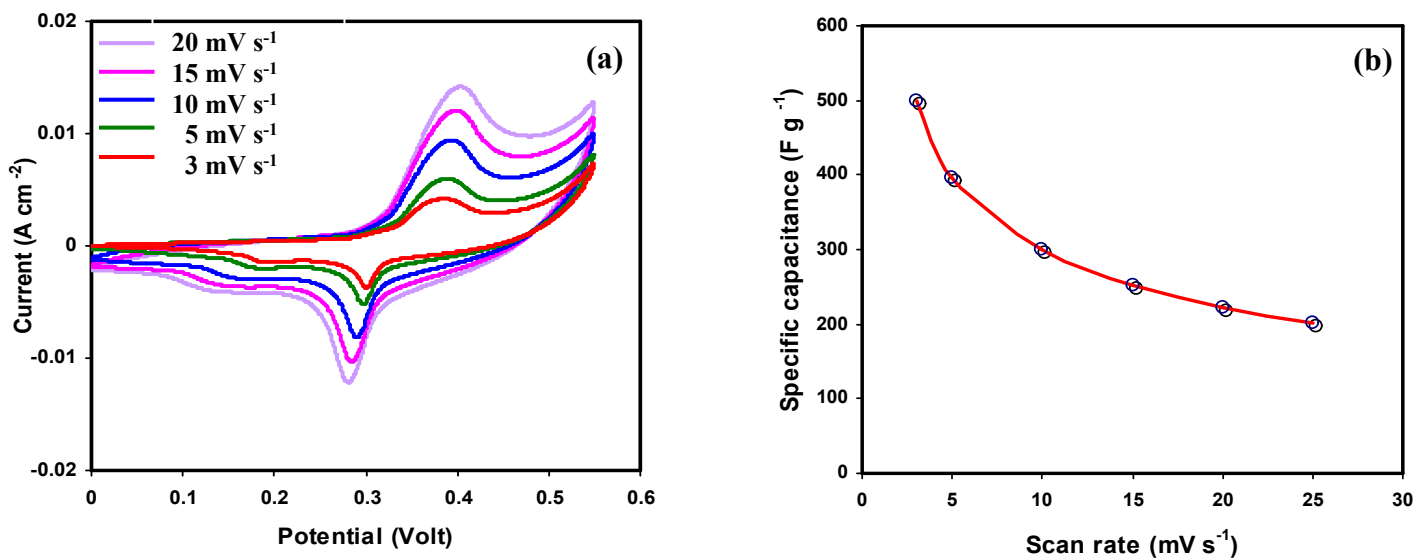 0.02
0.01
0
-0.01
-0.02
Current (A cm⁻²)
20 mV s⁻¹
15 mV s⁻¹
10 mV s⁻¹
5 mV s⁻¹
3 mV s⁻¹
(a)
0 0.1 0.2 0.3 0.4 0.5 0.6
Potential (Volt)
600
500
400
300
200
100
0
Specific capacitance (F g⁻¹)
(b)
0 5 10 15 20 25 30
Scan rate (mV s⁻¹)